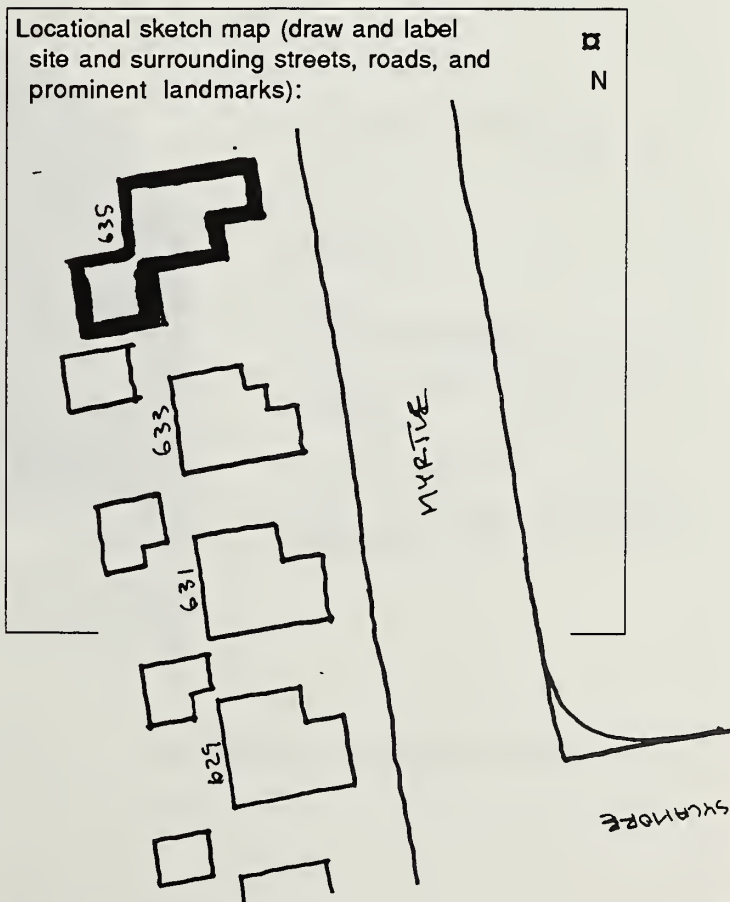 Locational sketch map (draw and label
site and surrounding streets, roads, and
prominent landmarks):
N
635
633
MYRTLE
631
629
SYCAMORE